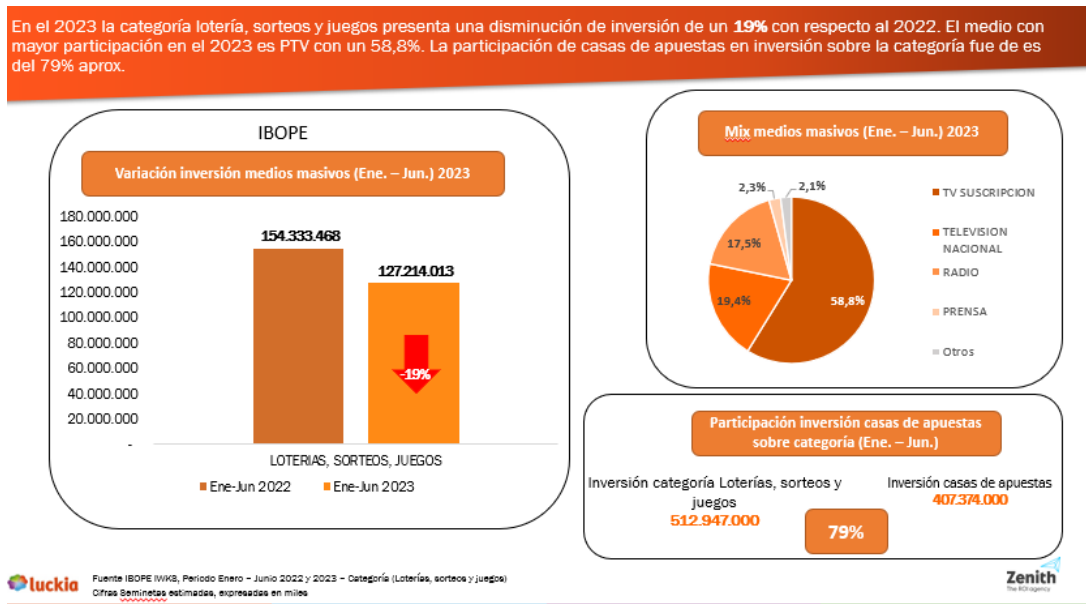 En el 2023 la categoría lotería, sorteos y juegos presenta una disminución de inversión de un 19% con respecto al 2022. El medio con
mayor participación en el 2023 es PTV con un 58,8%. La participación de casas de apuestas en inversión sobre la categoría fue de es
del 79% aprox.
IBOPE
Variación inversión medios masivos (Ene. – Jun.) 2023
180.000.000
160.000.000
140.000.000
120.000.000
100.000.000
80.000.000
60.000.000
40.000.000
20.000.000
-
154.333.468
127.214.013
-19%
LOTERIAS, SORTEOS, JUEGOS
Ene-Jun 2022
Ene-Jun 2023
Mix medios masivos (Ene. – Jun.) 2023
2,3%
2,1%
17,5%
19,4%
58,8%
TV SUSCRIPCION
TELEVISION
NACIONAL
RADIO
PRENSA
Otros
Participación inversión casas de apuestas
sobre categoría (Ene. – Jun.)
Inversión categoría Loterías, sorteos y
juegos
512.947.000
Inversión casas de apuestas
407.374.000
79%
luckia
Fuente IBOPE IWKS, Periodo Enero – Junio 2022 y 2023 – Categoría (Loterías, sorteos y juegos)
Cifras Seminetas estimadas, expresadas en miles
Zenith
The ROI agency